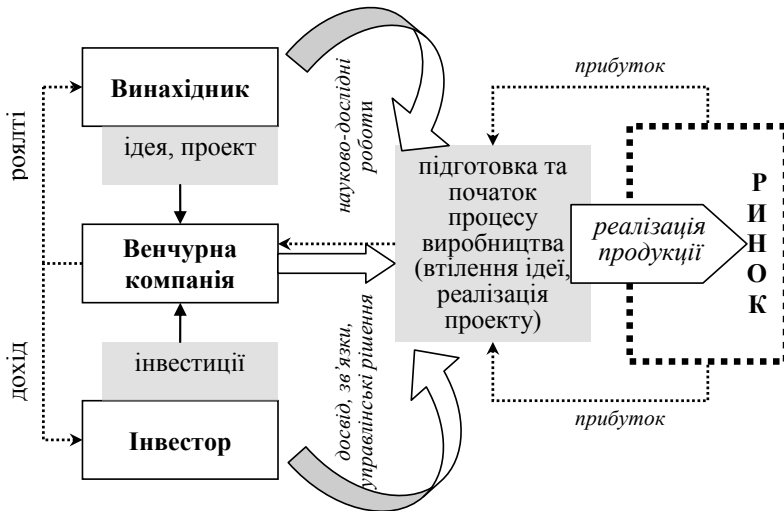 Винахідник
ідея, проект
роялті
Венчурна
компанія
дохід
інвестиції
Інвестор
науково-дослідні
роботи
досвід, зв’язки,
управлінські рішення
прибуток
підготовка та
початок
процесу
виробництва
(втілення ідеї,
реалізація
проекту)
реалізація
продукції
РИНОК
прибуток